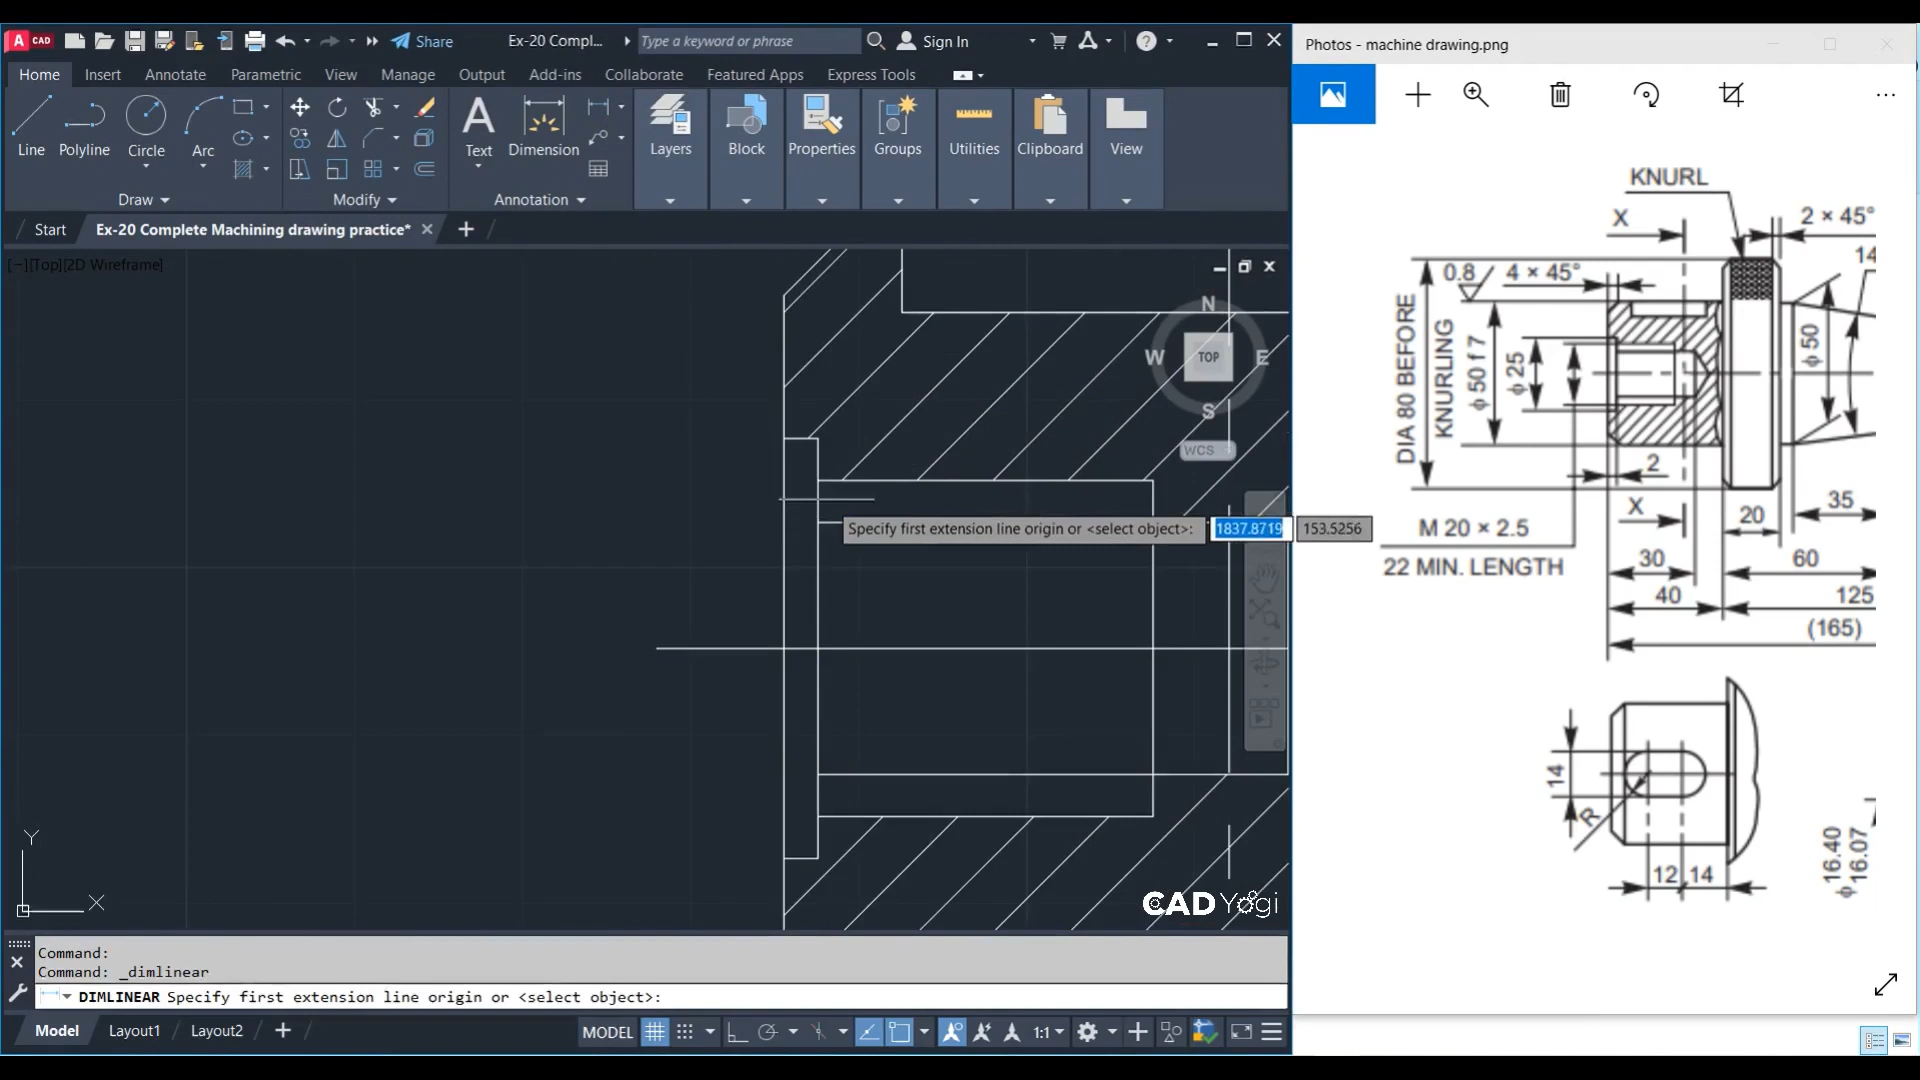 A CAD
Share
Ex-20 Compl...
Type a keyword or phrase
Sign In
Home
Insert
Annotate
Parametric
View
Manage
Output
Add-ins
Collaborate
Featured Apps
Express Tools
Line
Polyline
Circle
Arc
Text
Dimension
Layers
Block
Properties
Groups
Utilities
Clipboard
View
Draw
Modify
Annotation
Start
Ex-20 Complete Machining drawing practice*
[−][Top][2D Wireframe]
N
W
TOP
E
S
WCS
Specify first extension line origin or <select object>:
1837.8719
153.5256
Y
X
CAD Yogi
Command:
Command: _dimlinear
DIMLINEAR Specify first extension line origin or <select object>:
Model
Layout1
Layout2
MODEL
1:1
Photos - machine drawing.png
KNURL
X
2 × 45°
14
0.8
4 × 45°
DIA 80 BEFORE
KNURLING
ϕ 50 f 7
ϕ 25
ϕ 50
2
X
35
20
M 20 × 2.5
22 MIN. LENGTH
30
60
40
125
(165)
14
R
12
14
ϕ 16.40
16.07